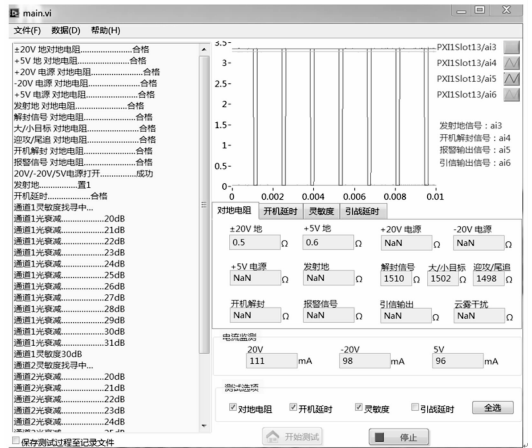 main.vi
文件(F) 数据(D) 帮助(H)
±20V 地对地电阻....................合格
+5V 地 对地电阻....................合格
+20V 电源 对地电阻....................合格
-20V 电源 对地电阻....................合格
+5V 电源 对地电阻....................合格
发射地 对地电阻....................合格
解封信号 对地电阻....................合格
大/小目标 对地电阻....................合格
迎攻/尾追 对地电阻....................合格
开机解封 对地电阻....................合格
报警信号 对地电阻....................合格
20V/-20V/5V电源打开...............成功
发射地...............置1
开机延时....................合格
通道1灵敏度找寻中...
通道1光衰减....................20dB
通道1光衰减....................21dB
通道1光衰减....................22dB
通道1光衰减....................23dB
通道1光衰减....................24dB
通道1光衰减....................25dB
通道1光衰减....................26dB
通道1光衰减....................27dB
通道1光衰减....................28dB
通道1光衰减....................29dB
通道1光衰减....................30dB
通道1光衰减....................31dB
通道1灵敏度30dB
通道2灵敏度找寻中...
通道2光衰减....................20dB
通道2光衰减....................21dB
通道2光衰减....................22dB
通道2光衰减....................23dB
通道2光衰减....................24dB
保存测试过程至记录文件
3.5-
3-
2.5-
2-
1.5-
1-
0.5-
0-
0 0.002 0.004 0.006 0.008 0.01
PXI1Slot13/ai3
PXI1Slot13/ai4
PXI1Slot13/ai5
PXI1Slot13/ai6
发射地信号：ai3
开机解封信号：ai4
报警输出信号：ai5
引信输出信号：ai6
对地电阻 开机延时 灵敏度 引战延时
±20V 地 +5V 地 +20V 电源 -20V 电源
0.5 Ω 0.6 Ω NaN Ω NaN Ω
+5V 电源 发射地 解封信号 大/小目标 迎攻/尾追
NaN Ω NaN Ω 1510 Ω 1502 Ω 1498 Ω
开机解封 报警信号 引信输出 云雾干扰
NaN Ω NaN Ω NaN Ω NaN Ω
电流监测
20V -20V 5V
111 mA 98 mA 96 mA
测试选项
对地电阻 开机延时 灵敏度 引战延时 全选
开始测试 停止